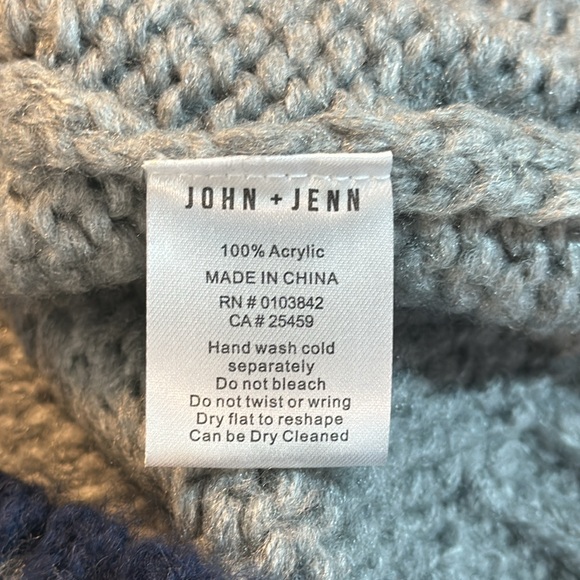 JOHN + JENN
100% Acrylic
MADE IN CHINA
RN # 0103842
CA # 25459
Hand wash cold
separately
Do not bleach
Do not twist or wring
Dry flat to reshape
Can be Dry Cleaned